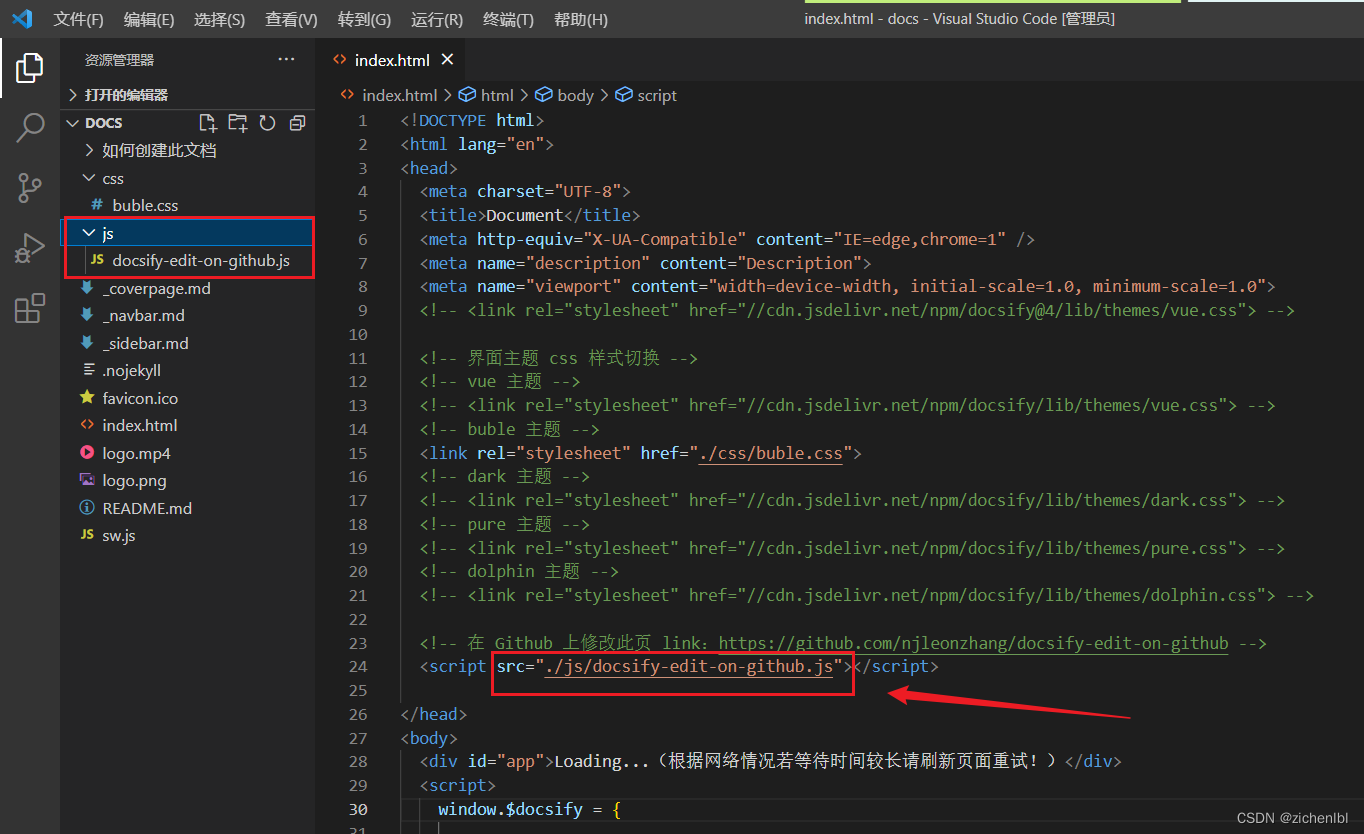 文件(F) 编辑(E) 选择(S) 查看(V) 转到(G) 运行(R) 终端(T) 帮助(H) index.html - docs - Visual Studio Code [管理员]
资源管理器 ···
打开的编辑器
DOCS
如何创建此文档
css
# buble.css
js
JS docsify-edit-on-github.js
_coverpage.md
_navbar.md
_sidebar.md
.nojekyll
favicon.ico
<> index.html
logo.mp4
logo.png
README.md
JS sw.js
<> index.html
<> index.html > html > body > script
1 <!DOCTYPE html>
2 <html lang="en">
3 <head>
4 <meta charset="UTF-8">
5 <title>Document</title>
6 <meta http-equiv="X-UA-Compatible" content="IE=edge,chrome=1" />
7 <meta name="description" content="Description">
8 <meta name="viewport" content="width=device-width, initial-scale=1.0, minimum-scale=1.0">
9 <!-- <link rel="stylesheet" href="//cdn.jsdelivr.net/npm/docsify@4/lib/themes/vue.css"> -->
10
11 <!-- 界面主题 css 样式切换 -->
12 <!-- vue 主题 -->
13 <!-- <link rel="stylesheet" href="//cdn.jsdelivr.net/npm/docsify/lib/themes/vue.css"> -->
14 <!-- buble 主题 -->
15 <link rel="stylesheet" href="./css/buble.css">
16 <!-- dark 主题 -->
17 <!-- <link rel="stylesheet" href="//cdn.jsdelivr.net/npm/docsify/lib/themes/dark.css"> -->
18 <!-- pure 主题 -->
19 <!-- <link rel="stylesheet" href="//cdn.jsdelivr.net/npm/docsify/lib/themes/pure.css"> -->
20 <!-- dolphin 主题 -->
21 <!-- <link rel="stylesheet" href="//cdn.jsdelivr.net/npm/docsify/lib/themes/dolphin.css"> -->
22
23 <!-- 在 Github 上修改此页 link：https://github.com/njleonzhang/docsify-edit-on-github -->
24 <script src="./js/docsify-edit-on-github.js"></script>
25
26 </head>
27 <body>
28 <div id="app">Loading...（根据网络情况若等待时间较长请刷新页面重试！）</div>
29 <script>
30 window.$docsify = {
31
CSDN @zichenlbl